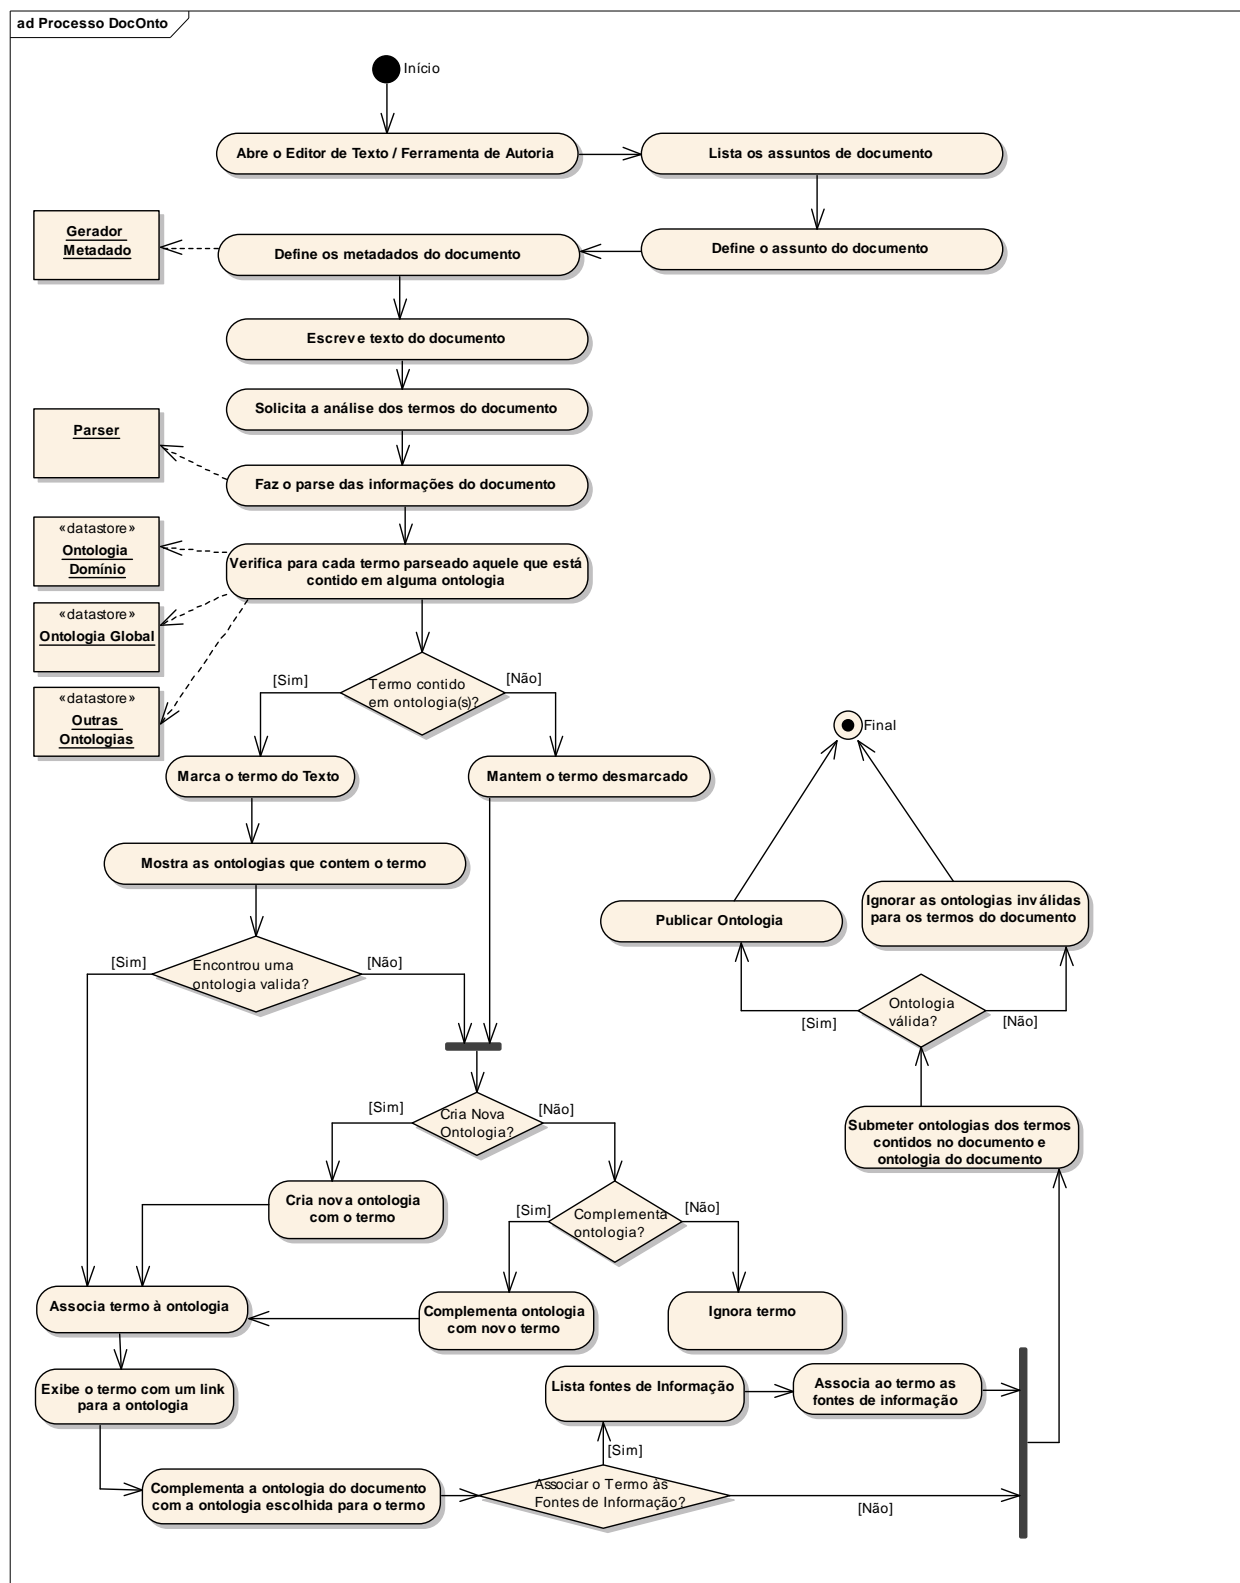 ad Processo DocOnto
Início
Abre o Editor de Texto / Ferramenta de Autoria
Lista os assuntos de documento
Gerador
Metadado
Define os metadados do documento
Define o assunto do documento
Escreve texto do documento
Solicita a análise dos termos do documento
Parser
Faz o parse das informações do documento
«datastore»
Ontologia
Domínio
Verifica para cada termo parseado aquele que está
contido em alguma ontologia
«datastore»
Ontologia Global
«datastore»
Outras
Ontologias
[Sim]
Termo contido
em ontologia(s)?
[Não]
Final
Marca o termo do Texto
Mantem o termo desmarcado
Mostra as ontologias que contem o termo
Publicar Ontologia
Ignorar as ontologias inválidas
para os termos do documento
[Sim]
Encontrou uma
ontologia valida?
[Não]
Ontologia
válida?
[Sim]
[Não]
[Sim]
Cria Nova
Ontologia?
[Não]
Submeter ontologias dos termos
contidos no documento e
ontologia do documento
Cria nova ontologia
com o termo
[Sim]
Complementa
ontologia?
[Não]
Associa termo à ontologia
Complementa ontologia
com novo termo
Ignora termo
Exibe o termo com um link
para a ontologia
Lista fontes de Informação
Associa ao termo as
fontes de informação
[Sim]
Complementa a ontologia do documento
com a ontologia escolhida para o termo
Associar o Termo às
Fontes de Informação?
[Não]